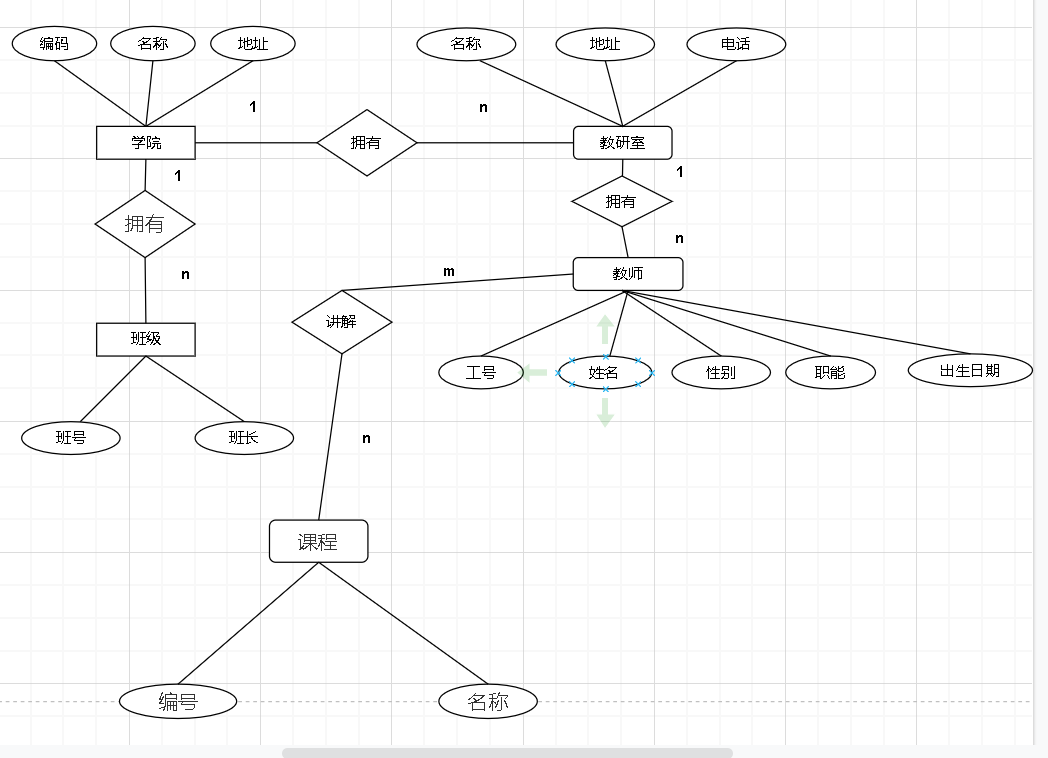 编码
名称
地址
名称
地址
电话
1
n
学院
拥有
教研室
1
1
拥有
拥有
n
n
m
教师
讲解
班级
工号
姓名
性别
职能
出生日期
班号
班长
n
课程
编号
名称